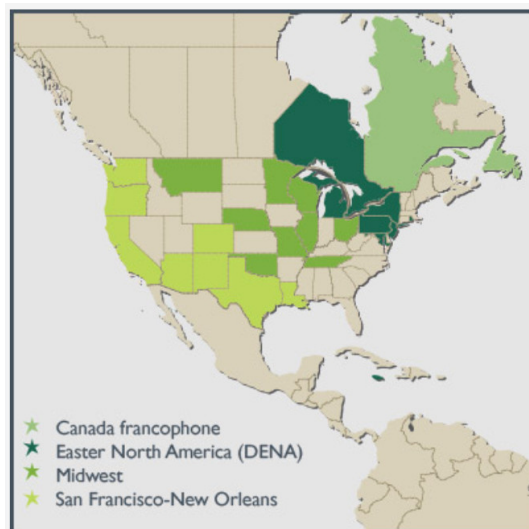 Canada francophone
Easter North America (DENA)
Midwest
San Francisco-New Orleans